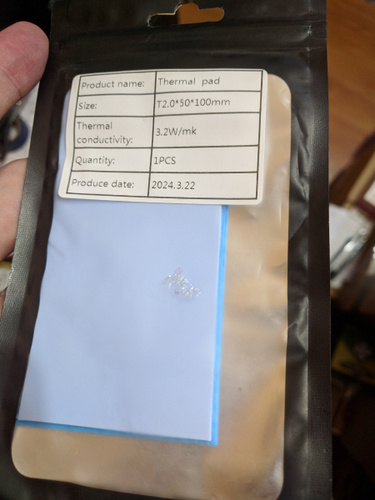 Product name: Thermal pad
Size: T2.0*50*100mm
Thermal
conductivity: 3.2W/mk
Quantity: 1PCS
Produce date: 2024.3.22